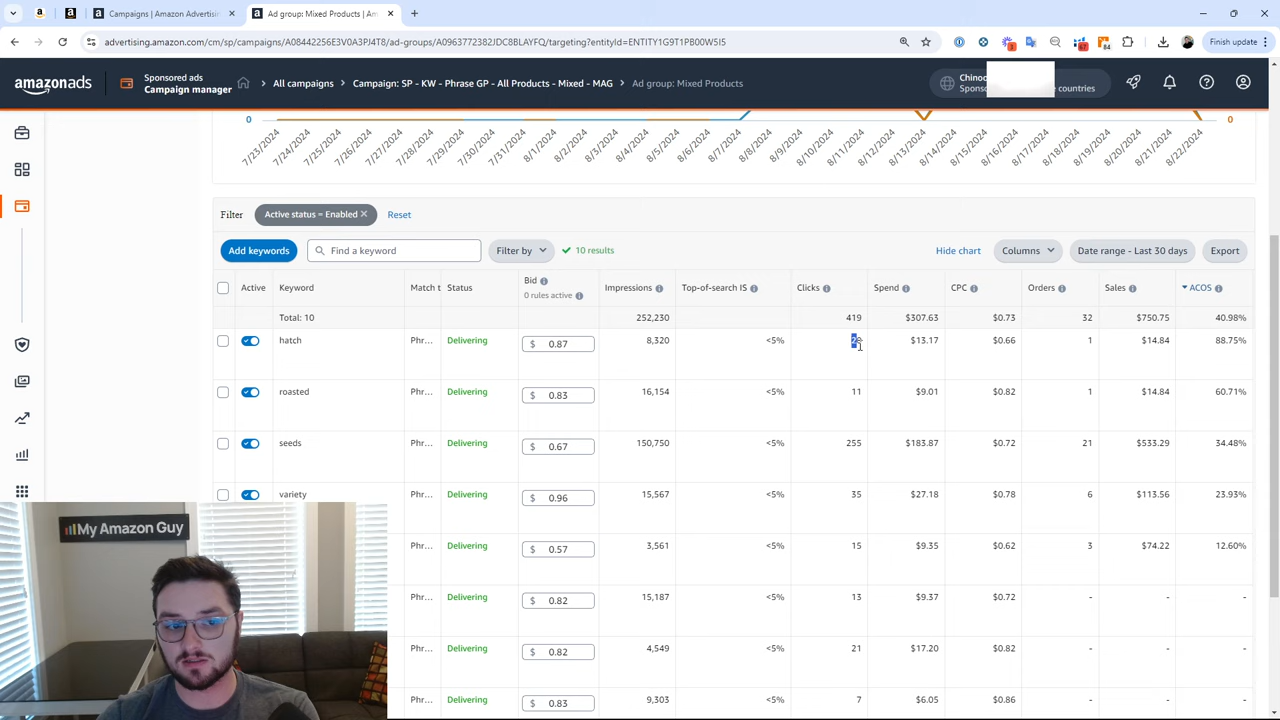 Campaigns | Amazon Advertisin
Ad group: Mixed Products | Am
advertising.amazon.com/cm/sp/campaigns/A08442256E3V0A3PI4T8/ad-groups/A0963772382JDC8BLAYFQ/targeting?entityId=ENTITY1G9T1PB00W5I5
Finish update
amazonads
Sponsored ads
Campaign manager
All campaigns
Campaign: SP - KW - Phrase GP - All Products - Mixed - MAG
Ad group: Mixed Products
Chinoo
Sponso
countries
0
0
7/23/2024 7/24/2024 7/25/2024 7/26/2024 7/27/2024 7/28/2024 7/29/2024 7/30/2024 7/31/2024 8/1/2024 8/2/2024 8/3/2024 8/4/2024 8/5/2024 8/6/2024 8/7/2024 8/8/2024 8/9/2024 8/10/2024 8/11/2024 8/12/2024 8/13/2024 8/14/2024 8/15/2024 8/16/2024 8/17/2024 8/18/2024 8/19/2024 8/20/2024 8/21/2024 8/22/2024
Filter Active status = Enabled Reset
Add keywords Find a keyword Filter by 10 results Hide chart Columns Date range - Last 30 days Export
Active Keyword Match t Status Bid Impressions Top-of-search IS Clicks Spend CPC Orders Sales ACOS
0 rules active
Total: 10 252,230 419 $307.63 $0.73 32 $750.75 40.98%
hatch Phr... Delivering $ 0.87 8,320 <5% $13.17 $0.66 1 $14.84 88.75%
roasted Phr... Delivering $ 0.83 16,154 <5% 11 $9.01 $0.82 1 $14.84 60.71%
seeds Phr... Delivering $ 0.67 150,750 <5% 255 $183.87 $0.72 21 $533.29 34.48%
variety Phr... Delivering $ 0.96 <5% 35 $27.18 $0.78 6 $113.56 23.93%
Phr... Delivering $ 0.57 <5% 15 $9.35 $0.62 $74.22
Phr... Delivering $ 0.82 <5% 13 $9.37 $0.72 - - -
Phr... Delivering $ 0.82 4,549 <5% 21 $17.20 $0.82 - - -
Phr... Delivering $ 0.83 9,303 <5% 7 $6.05 $0.86 - - -
My Amazon Guy